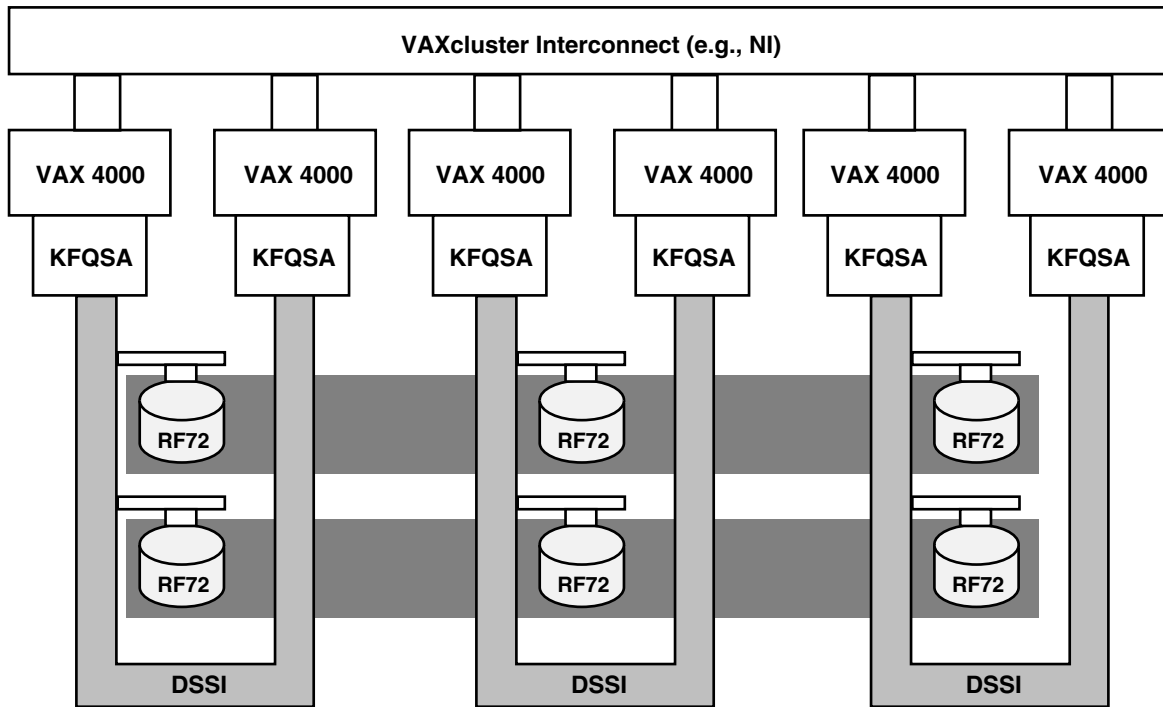 VAXcluster Interconnect (e.g., NI)
VAX 4000 VAX 4000 VAX 4000 VAX 4000 VAX 4000 VAX 4000
KFQSA KFQSA KFQSA KFQSA KFQSA KFQSA
RF72 RF72 RF72
RF72 RF72 RF72
DSSI DSSI DSSI